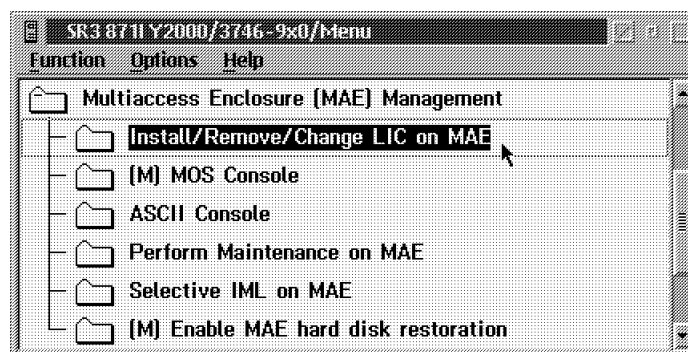 SR3 871I Y2000/3746-9x0/Menu
Function Options Help
Multiaccess Enclosure (MAE) Management
Install/Remove/Change LIC on MAE
(M) MOS Console
ASCII Console
Perform Maintenance on MAE
Selective IML on MAE
(M) Enable MAE hard disk restoration